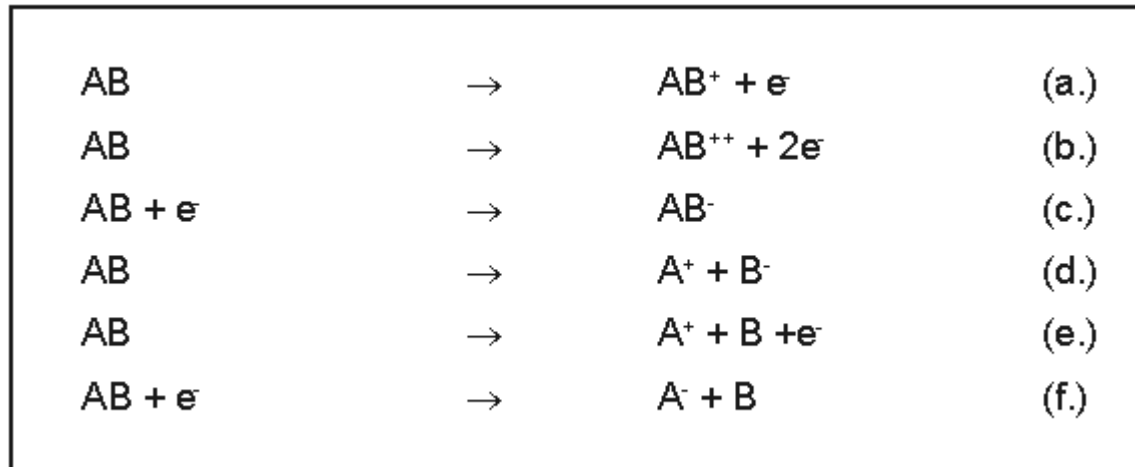 AB → AB⁺ + e⁻ (a.)
AB → AB⁺⁺ + 2e⁻ (b.)
AB + e⁻ → AB⁻ (c.)
AB → A⁺ + B⁻ (d.)
AB → A⁺ + B +e⁻ (e.)
AB + e⁻ → A⁻ + B (f.)